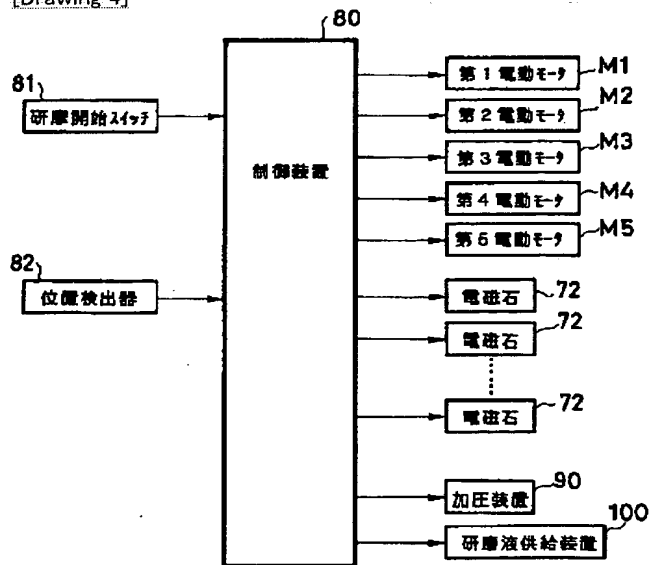 [Drawing 4]
80
81
研摩開始スイッチ
82
位置検出器
制御装置
第1電動モータ M1
第2電動モータ M2
第3電動モータ M3
第4電動モータ M4
第5電動モータ M5
電磁石 72
電磁石 72
電磁石 72
加圧装置 90
研摩液供給装置 100